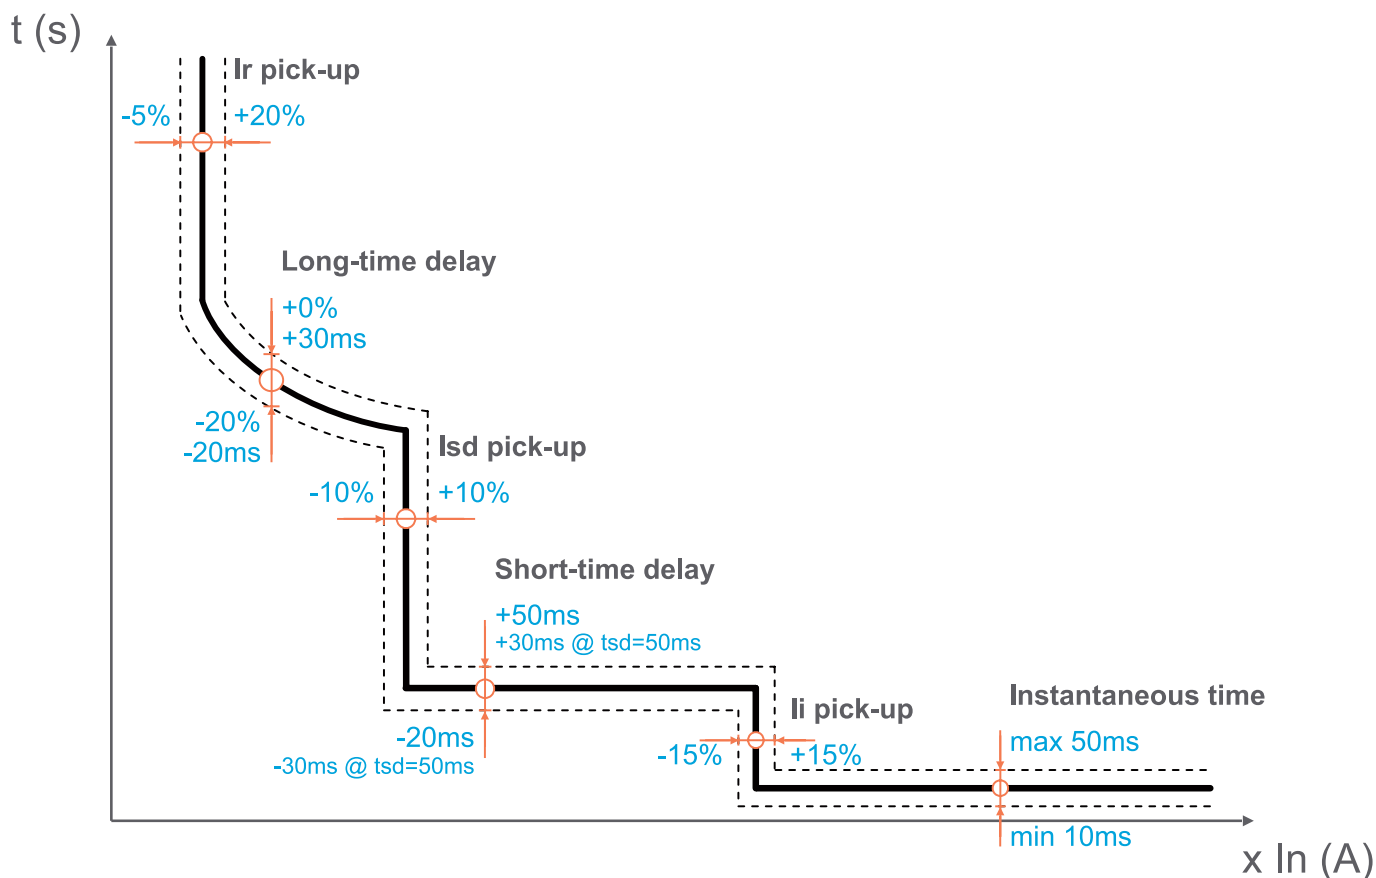 t (s)
Ir pick-up
-5%
+20%
Long-time delay
+0%
+30ms
-20%
-20ms
Isd pick-up
-10%
+10%
Short-time delay
+50ms
+30ms @ tsd=50ms
-20ms
-30ms @ tsd=50ms
Ii pick-up
-15%
+15%
Instantaneous time
max 50ms
min 10ms
x In (A)